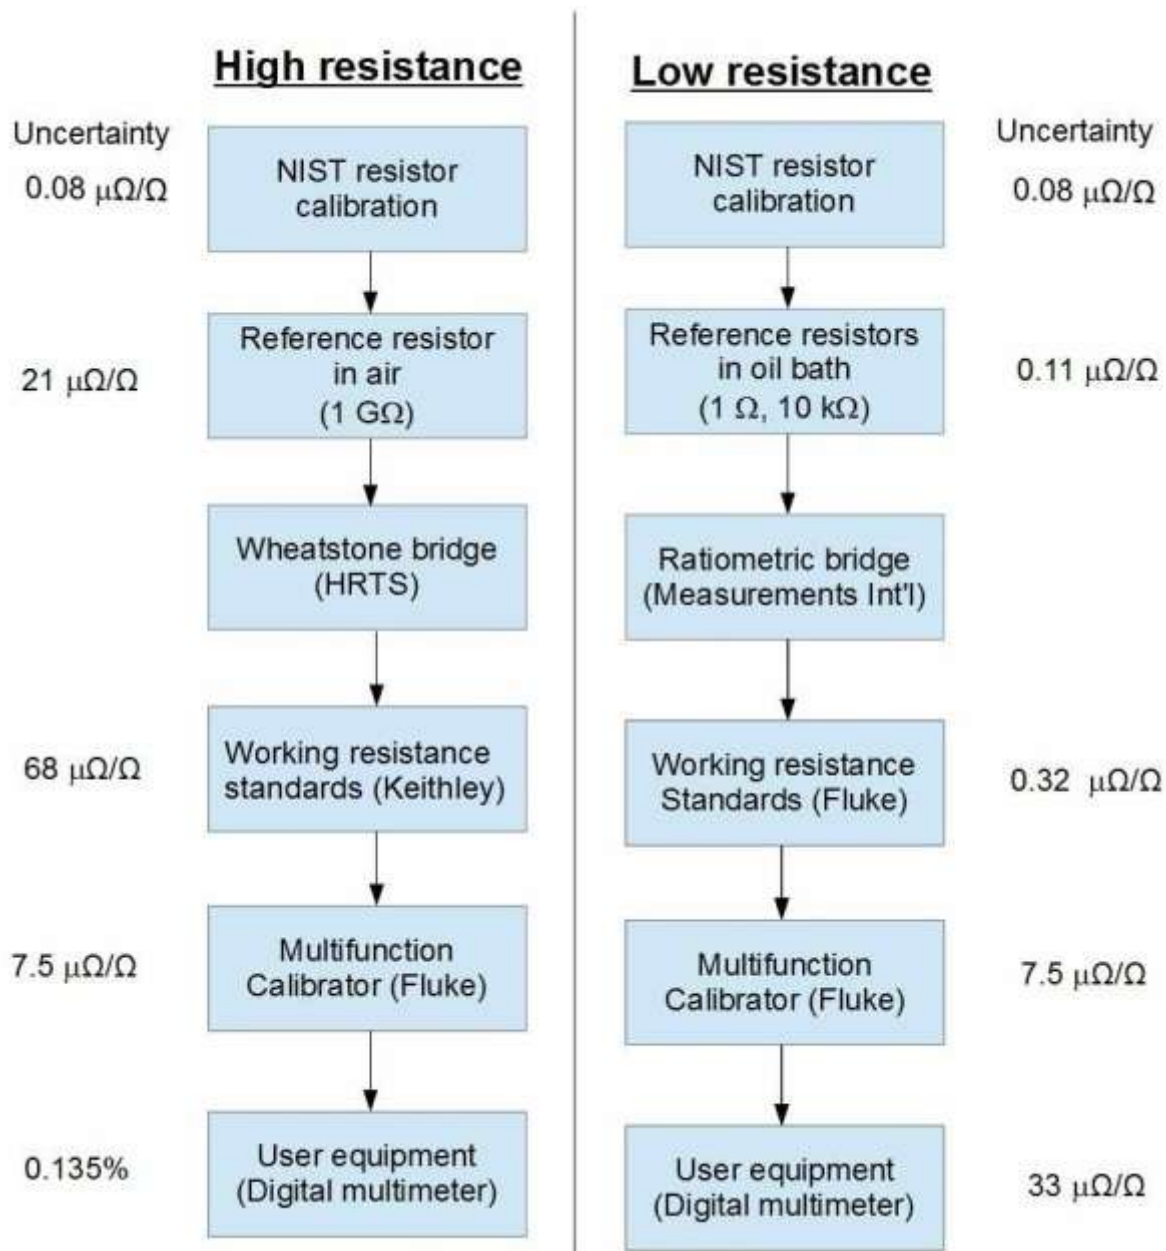 High resistance
Uncertainty
0.08 μΩ/Ω
NIST resistor
calibration
21 μΩ/Ω
Reference resistor
in air
(1 GΩ)
Wheatstone bridge
(HRTS)
68 μΩ/Ω
Working resistance
standards (Keithley)
7.5 μΩ/Ω
Multifunction
Calibrator (Fluke)
0.135%
User equipment
(Digital multimeter)
Low resistance
Uncertainty
NIST resistor
calibration
0.08 μΩ/Ω
Reference resistors
in oil bath
(1 Ω, 10 kΩ)
0.11 μΩ/Ω
Ratiometric bridge
(Measurements Int'l)
Working resistance
Standards (Fluke)
0.32 μΩ/Ω
Multifunction
Calibrator (Fluke)
7.5 μΩ/Ω
User equipment
(Digital multimeter)
33 μΩ/Ω